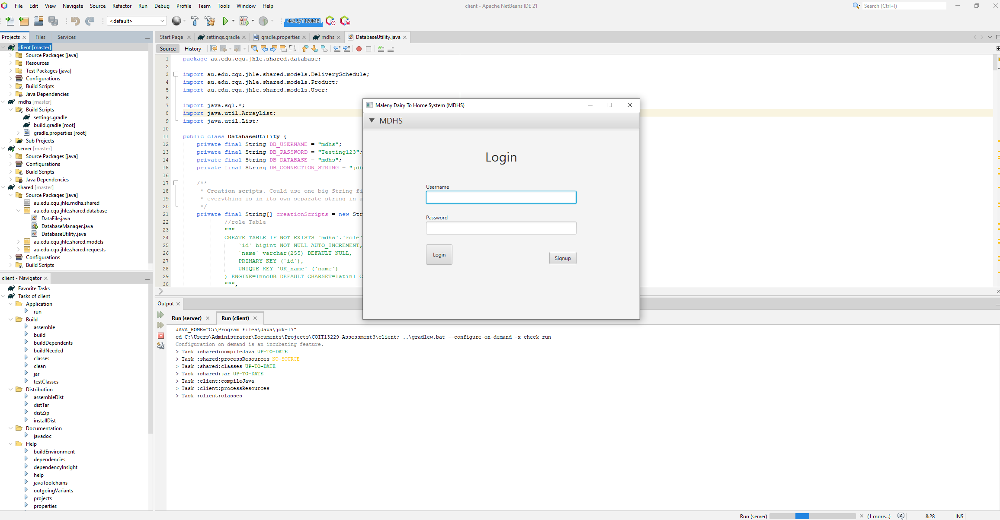 File Edit View Navigate Source Refactor Run Debug Profile Team Tools Window Help
client - Apache NetBeans IDE 21
Search (Ctrl+I)
<default>
443.5/1120MB
Projects Files Services
client [master]
Source Packages [java]
Resources
Test Packages [java]
Configurations
Build Scripts
Java Dependencies
mdhs [master]
Build Scripts
settings.gradle
build.gradle [root]
gradle.properties [root]
Sub Projects
server [master]
Source Packages [java]
Configurations
Build Scripts
Java Dependencies
shared [master]
Source Packages [java]
au.edu.cqu.jhle.mdhs.shared
au.edu.cqu.jhle.shared.database
DataFile.java
DatabaseManager.java
DatabaseUtility.java
au.edu.cqu.jhle.shared.models
au.edu.cqu.jhle.shared.requests
Configurations
Build Scripts
client - Navigator
Favorite Tasks
Tasks of client
Application
run
Build
assemble
build
buildDependents
buildNeeded
classes
clean
jar
testClasses
Distribution
assembleDist
distTar
distZip
installDist
Documentation
javadoc
Help
buildEnvironment
dependencies
dependencyInsight
help
javaToolchains
outgoingVariants
projects
properties
Start Page settings.gradle gradle.properties mdhs DatabaseUtility.java
Source History
1 package au.edu.cqu.jhle.shared.database;
2
3 import au.edu.cqu.jhle.shared.models.DeliverySchedule;
4 import au.edu.cqu.jhle.shared.models.Product;
5 import au.edu.cqu.jhle.shared.models.User;
6
7 import java.sql.*;
8 import java.util.ArrayList;
9 import java.util.List;
10
11 public class DatabaseUtility {
12 private final String DB_USERNAME = "mdhs";
13 private final String DB_PASSWORD = "Testing123";
14 private final String DB_DATABASE = "mdhs";
15 private final String DB_CONNECTION_STRING = "jdb
16
17 /**
18 * Creation scripts. Could use one big String fi
19 * everything is in its own separate string in a
20 */
21 private final String[] creationScripts = new Str
22 //role Table
23 """
24 CREATE TABLE IF NOT EXISTS `mdhs`.`role`
25 `id` bigint NOT NULL AUTO_INCREMENT,
26 `name` varchar(255) DEFAULT NULL,
27 PRIMARY KEY (`id`),
28 UNIQUE KEY `UK_name` (`name`)
29 ) ENGINE=InnoDB DEFAULT CHARSET=latin1 C
30 """,
Maleny Dairy To Home System (MDHS)
MDHS
Login
Username
Password
Login
Signup
Output
Run (server) Run (client)
JAVA_HOME="C:\Program Files\Java\jdk-17"
cd C:\Users\Administrator\Documents\Projects\COIT13229-Assessment3\client; ..\gradlew.bat --configure-on-demand -x check run
Configuration on demand is an incubating feature.
> Task :shared:compileJava UP-TO-DATE
> Task :shared:processResources NO-SOURCE
> Task :shared:classes UP-TO-DATE
> Task :shared:jar UP-TO-DATE
> Task :client:compileJava
> Task :client:processResources
> Task :client:classes
Run (server) (1 more...) 2 8:28 INS